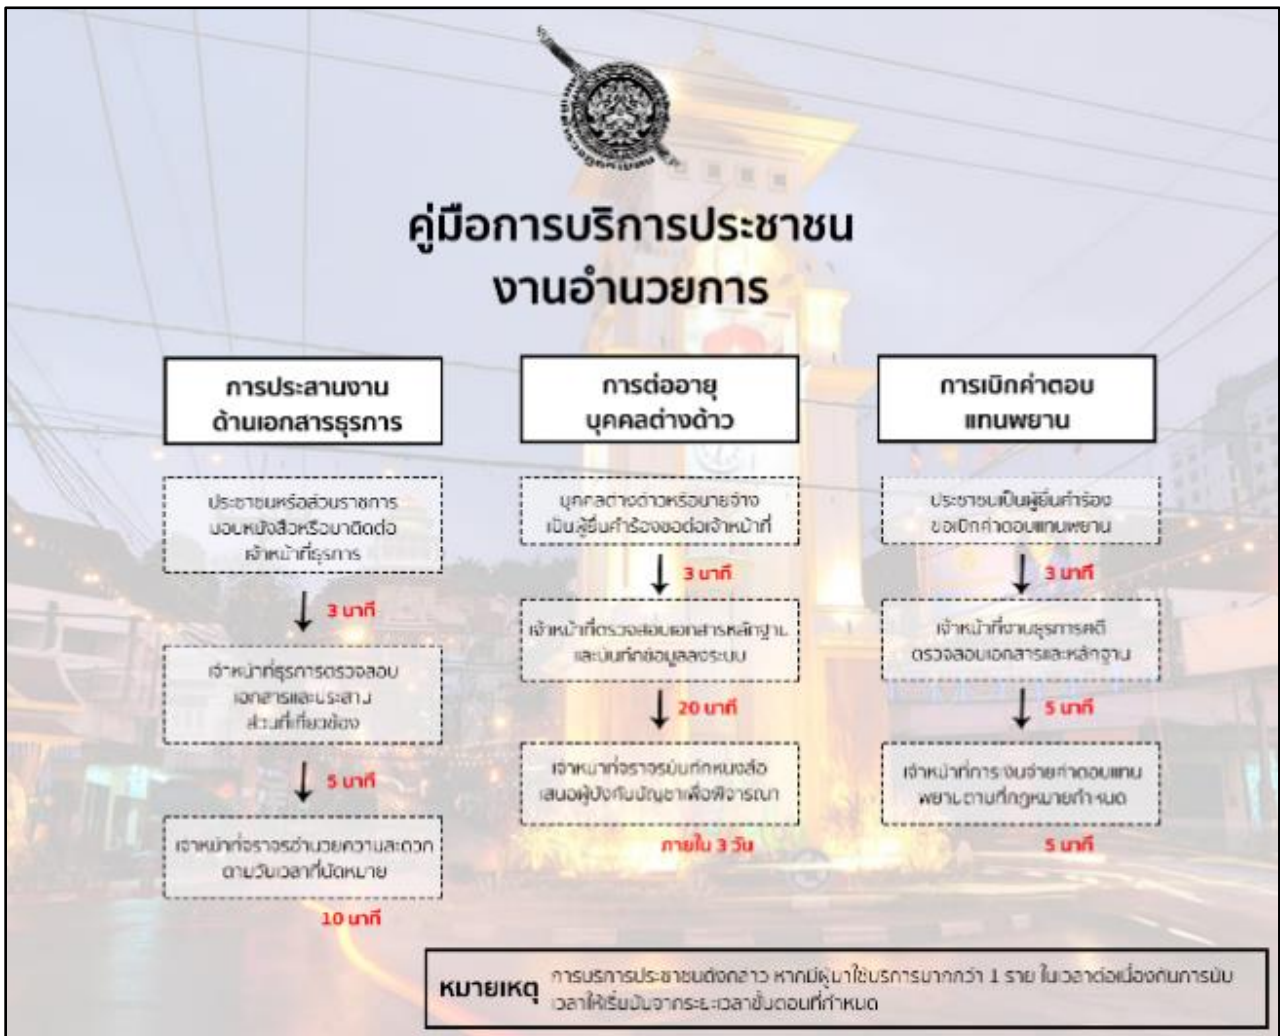 คู่มือการบริการประชาชน
งานอำนวยการ
การประสานงาน
ด้านเอกสารธุรการ
ประชาชนหรือส่วนราชการ
มอบหนังสือหรือมาติดต่อ
เจ้าหน้าที่ธุรการ
3 นาที
เจ้าหน้าที่ธุรการตรวจสอบ
เอกสารและประสาน
ส่วนที่เกี่ยวข้อง
5 นาที
เจ้าหน้าที่จราจรอำนวยความสะดวก
ตามวันเวลาที่นัดหมาย
10 นาที
การต่ออายุ
บุคคลต่างด้าว
บุคคลต่างด้าวหรือนายจ้าง
เป็นผู้ยื่นคำร้องขอต่อเจ้าหน้าที่
3 นาที
เจ้าหน้าที่ตรวจสอบเอกสารหลักฐาน
และบันทึกข้อมูลลงระบบ
20 นาที
เจ้าหน้าที่จราจรบันทึกหนังสือ
เสนอผู้บังคับบัญชาเพื่อพิจารณา
ภายใน 3 วัน
การเบิกค่าตอบ
แทนพยาน
ประชาชนเป็นผู้ยื่นคำร้อง
ขอเบิกค่าตอบแทนพยาน
3 นาที
เจ้าหน้าที่งานธุรการคดี
ตรวจสอบเอกสารและหลักฐาน
5 นาที
เจ้าหน้าที่การเงินจ่ายค่าตอบแทน
พยานตามที่กฎหมายกำหนด
5 นาที
หมายเหตุ การบริการประชาชนดังกล่าว หากมีผู้มาใช้บริการมากกว่า 1 ราย ในเวลาต่อเนื่องกันการนับ
เวลาให้เริ่มนับจากระยะเวลาขั้นตอนที่กำหนด